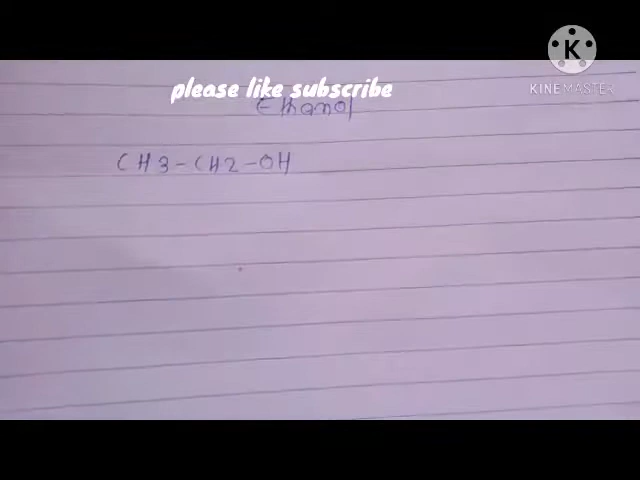 K
KINEMASTER
please like subscribe
Ethanol
CH3-CH2-OH